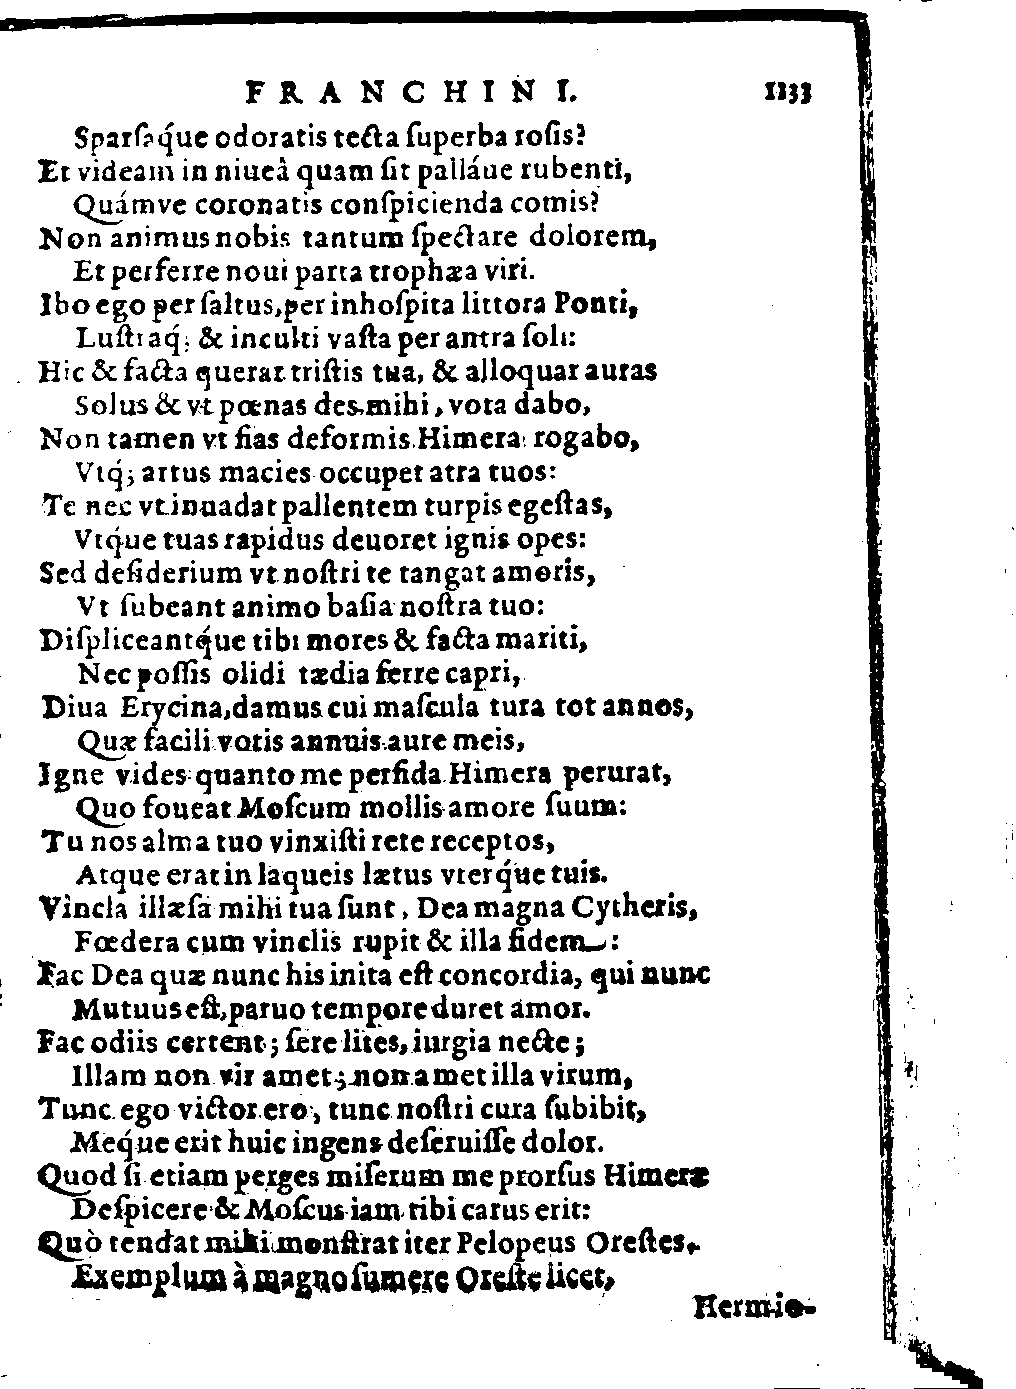 FRANCHINI. 1133
Sparſaq́ue odoratis tecta ſuperba roſis?
Et videam in niueâ quam ſit palláue rubenti,
Quámve coronatis conſpicienda comis?
Non animus nobis tantum ſpectare dolorem,
Et perferre noui parta trophæa viri.
Ibo ego per ſaltus, per inhoſpita littora Ponti,
Luſtraq́; & inculti vaſta per antra ſoli:
Hic & facta querar triſtis tua, & alloquar auras
Solus & vt pœnas des mihi, vota dabo,
Non tamen vt fias deformis Himera rogabo,
Vtq́; artus macies occupet atra tuos:
Te nec vt inuadat pallentem turpis egeſtas,
Vtq́ue tuas rapidus deuoret ignis opes:
Sed deſiderium vt noſtri te tangat amoris,
Vt ſubeant animo baſia noſtra tuo:
Diſpliceantq́ue tibi mores & facta mariti,
Nec poſſis olidi tædia ferre capri,
Diua Erycina, damus cui maſcula tura tot annos,
Quæ facili votis annuis aure meis,
Igne vides quanto me perfida Himera perurat,
Quo foueat Moſcum mollis amore ſuum:
Tu nos alma tuo vinxiſti rete receptos,
Atque erat in laqueis lætus vterq́ue tuis.
Vincla illæſa mihi tua ſunt, Dea magna Cytheris,
Fœdera cum vinclis rupit & illa fidem:
Fac Dea quæ nunc his inita eſt concordia, qui nunc
Mutuus eſt, paruo tempore duret amor.
Fac odiis certent; ſere lites, iurgia necte;
Illam non vir amet; non amet illa virum,
Tunc ego victor ero, tunc noſtri cura ſubibit,
Meq́ue erit huic ingens deſeruiſſe dolor.
Quod ſi etiam perges miſerum me prorſus Himeræ
Deſpicere & Moſcus iam tibi carus erit:
Quò tendat mihi monſtrat iter Pelopeus Oreſtes,
Exemplum à magno ſumere Oreſte licet,
Hermio-